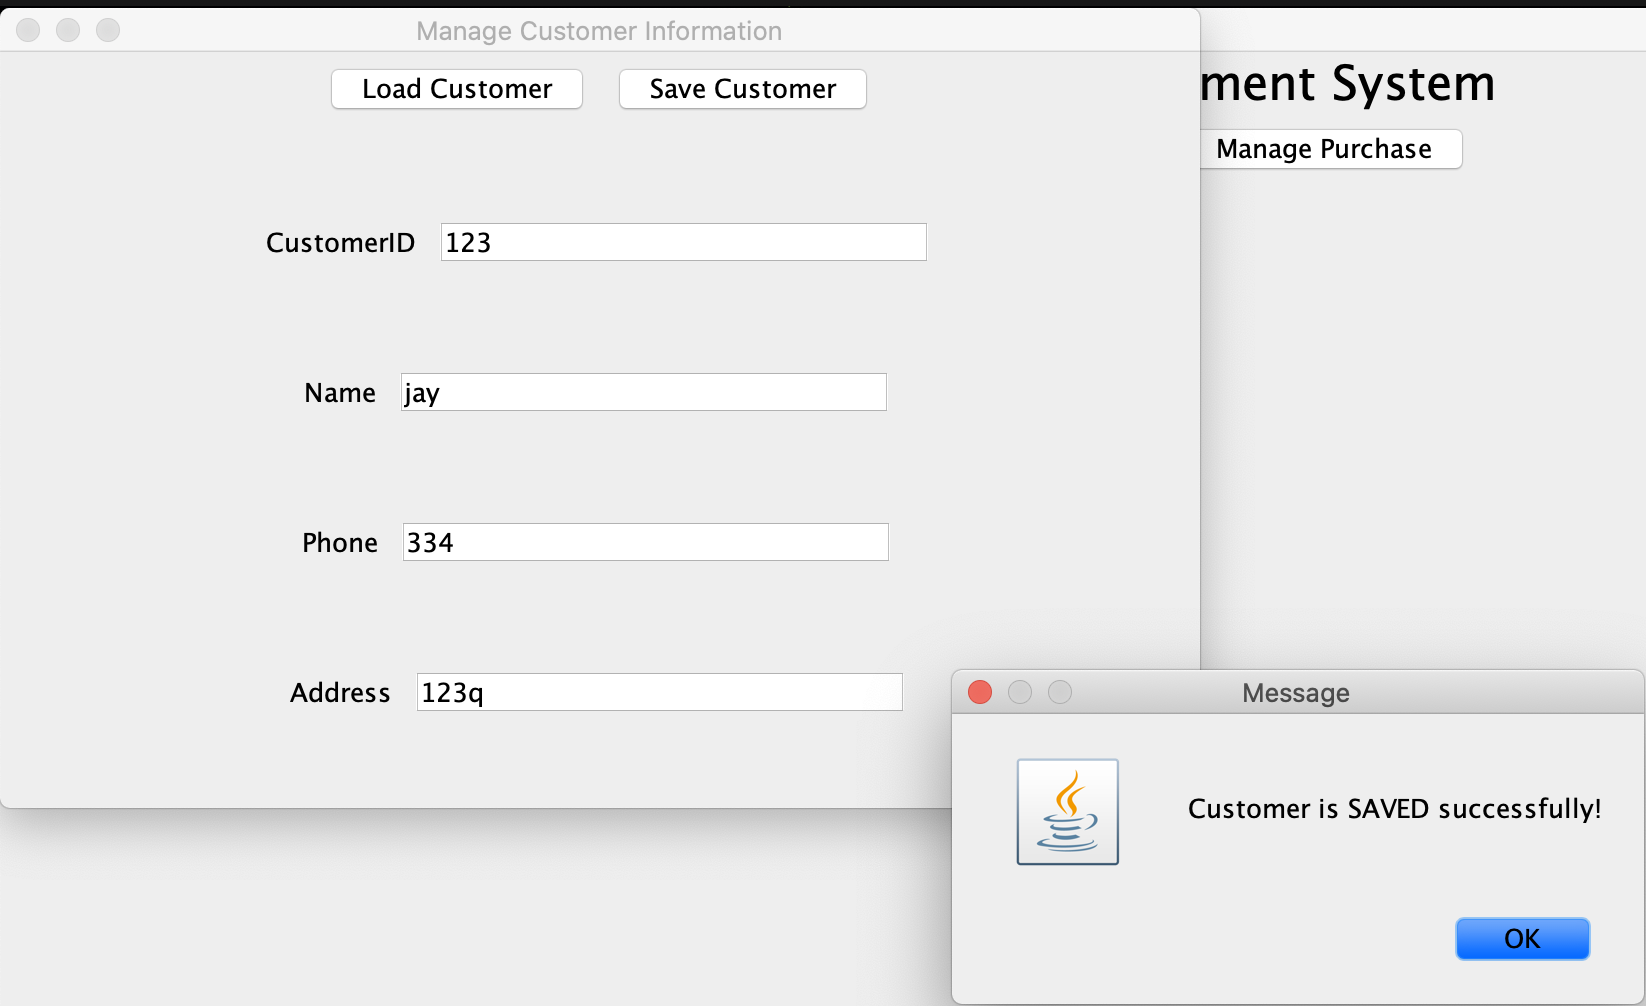 Manage Customer Information
Load Customer Save Customer
ment System
Manage Purchase
CustomerID 123
Name jay
Phone 334
Address 123q
Message
Customer is SAVED successfully!
OK